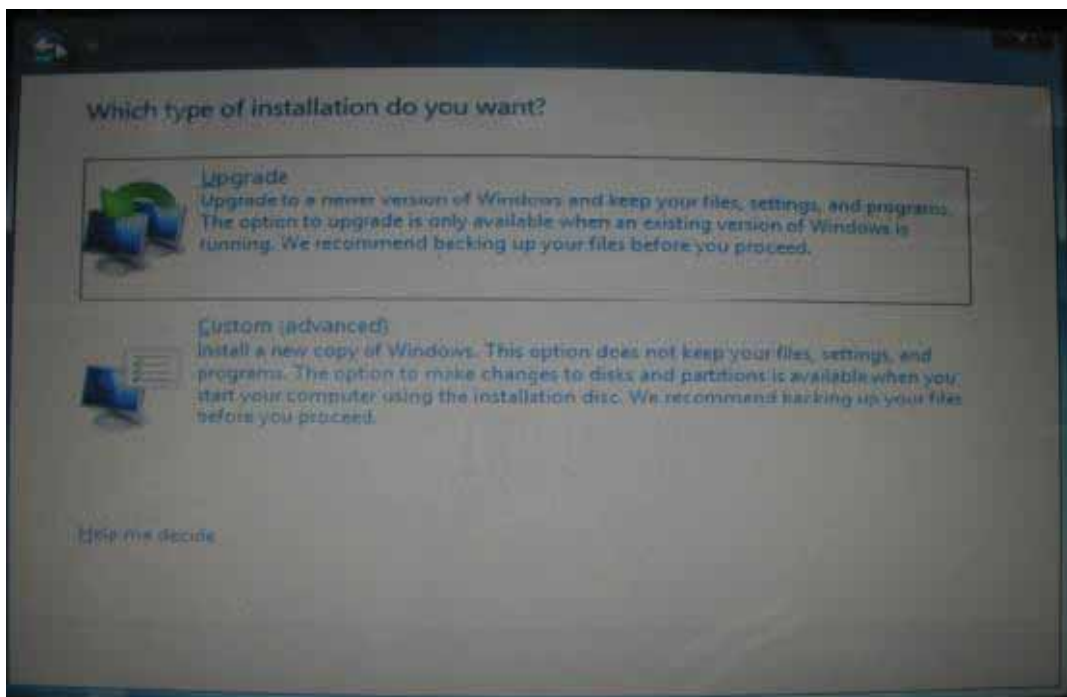 Which type of installation do you want?
Upgrade
Upgrade to a newer version of Windows and keep your files, settings, and programs.
The option to upgrade is only available when an existing version of Windows is
running. We recommend backing up your files before you proceed.
Custom (advanced)
Install a new copy of Windows. This option does not keep your files, settings, and
programs. The option to make changes to disks and partitions is available when you
start your computer using the installation disc. We recommend backing up your files
before you proceed.
Help me decide